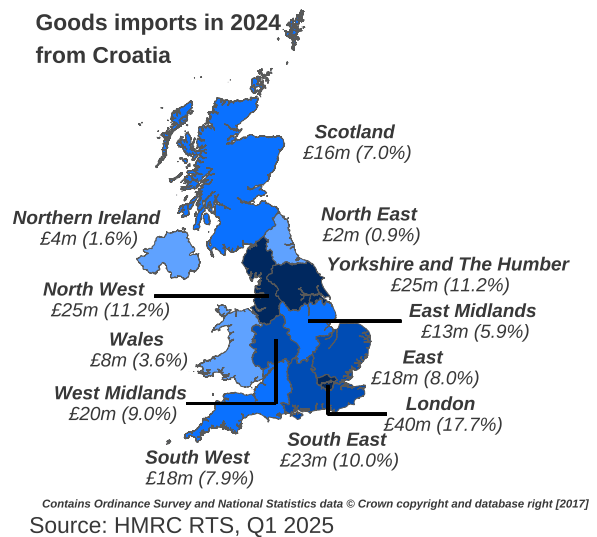 Goods imports in 2024
from Croatia
Scotland
£16m (7.0%)
Northern Ireland
£4m (1.6%)
North East
£2m (0.9%)
Yorkshire and The Humber
£25m (11.2%)
North West
£25m (11.2%)
East Midlands
£13m (5.9%)
Wales
£8m (3.6%)
East
£18m (8.0%)
West Midlands
£20m (9.0%)
London
£40m (17.7%)
South East
£23m (10.0%)
South West
£18m (7.9%)
Contains Ordinance Survey and National Statistics data © Crown copyright and database right [2017]
Source: HMRC RTS, Q1 2025